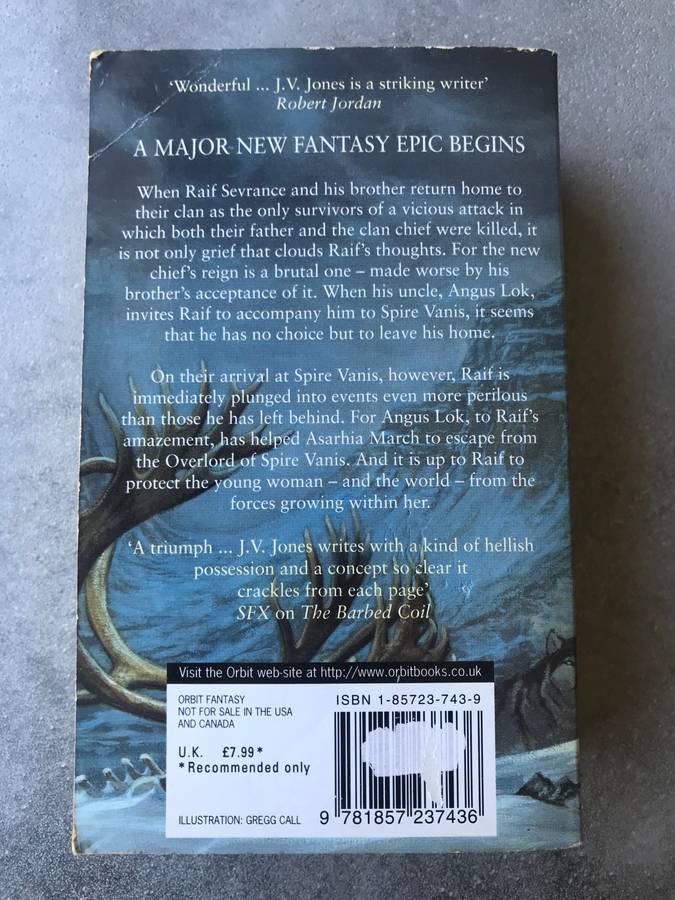 ‘Wonderful ... J.V. Jones is a striking writer’
Robert Jordan
A MAJOR NEW FANTASY EPIC BEGINS
When Raif Sevrance and his brother return home to
their clan as the only survivors of a vicious attack in
which both their father and the clan chief were killed, it
is not only grief that clouds Raif’s thoughts. For the new
chief’s reign is a brutal one – made worse by his
brother’s acceptance of it. When his uncle, Angus Lok,
invites Raif to accompany him to Spire Vanis, it seems
that he has no choice but to leave his home.
On their arrival at Spire Vanis, however, Raif is
immediately plunged into events even more perilous
than those he has left behind. For Angus Lok, to Raif’s
amazement, has helped Asarhia March to escape from
the Overlord of Spire Vanis. And it is up to Raif to
protect the young woman – and the world – from the
forces growing within her.
‘A triumph ... J.V. Jones writes with a kind of hellish
possession and a concept so clear it
crackles from each page’
SFX on The Barbed Coil
Visit the Orbit web-site at http://www.orbitbooks.co.uk
ORBIT FANTASY
NOT FOR SALE IN THE USA
AND CANADA
U.K. £7.99*
*Recommended only
ILLUSTRATION: GREGG CALL
ISBN 1-85723-743-9
9 781857 237436